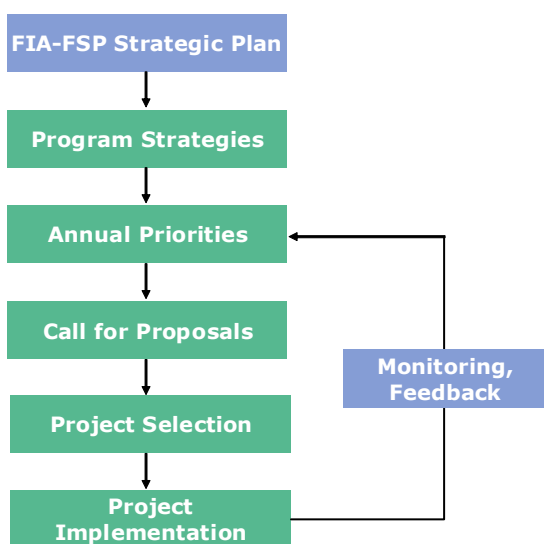 FIA-FSP Strategic Plan
Program Strategies
Annual Priorities
Call for Proposals
Monitoring,
Feedback
Project Selection
Project
Implementation